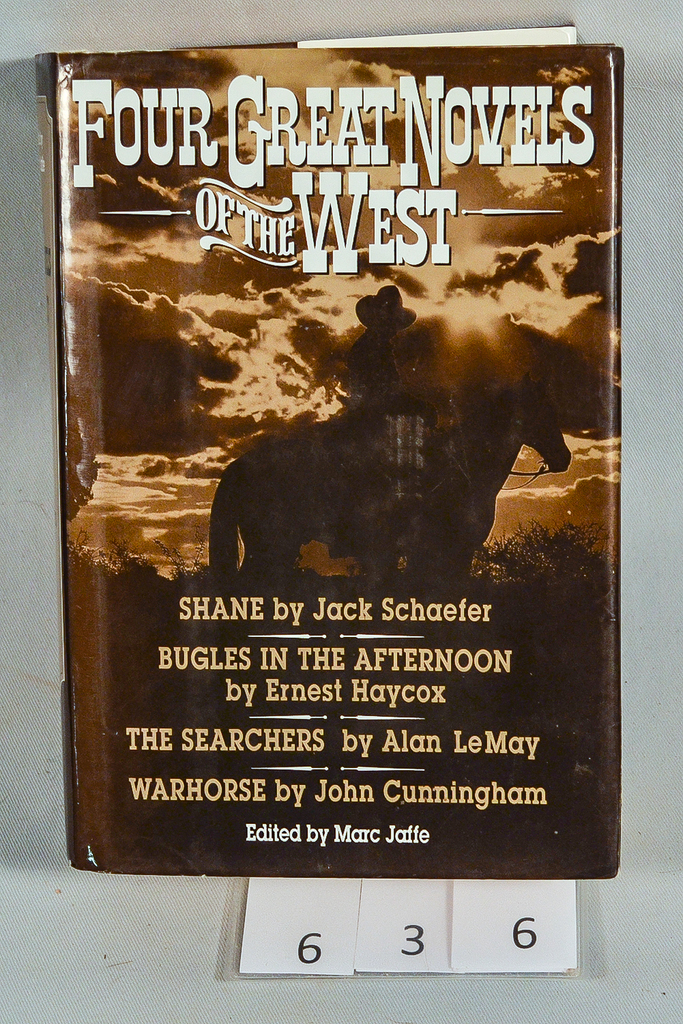 FOUR GREAT NOVELS
OF THE WEST
SHANE by Jack Schaefer
BUGLES IN THE AFTERNOON
by Ernest Haycox
THE SEARCHERS by Alan LeMay
WARHORSE by John Cunningham
Edited by Marc Jaffe
6 3 6